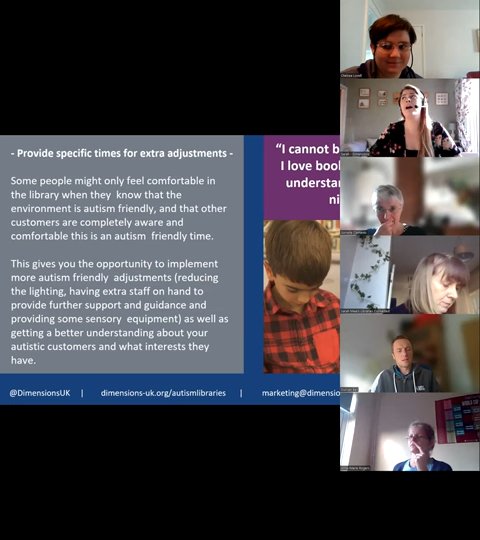 - Provide specific times for extra adjustments -
Some people might only feel comfortable in
the library when they know that the
environment is autism friendly, and that other
customers are completely aware and
comfortable this is an autism friendly time.
This gives you the opportunity to implement
more autism friendly adjustments (reducing
the lighting, having extra staff on hand to
provide further support and guidance and
providing some sensory equipment) as well as
getting a better understanding about your
autistic customers and what interests they
have.
“I cannot b
I love bool
understa
ni
@DimensionsUK | dimensions-uk.org/autismlibraries | marketing@dimensio